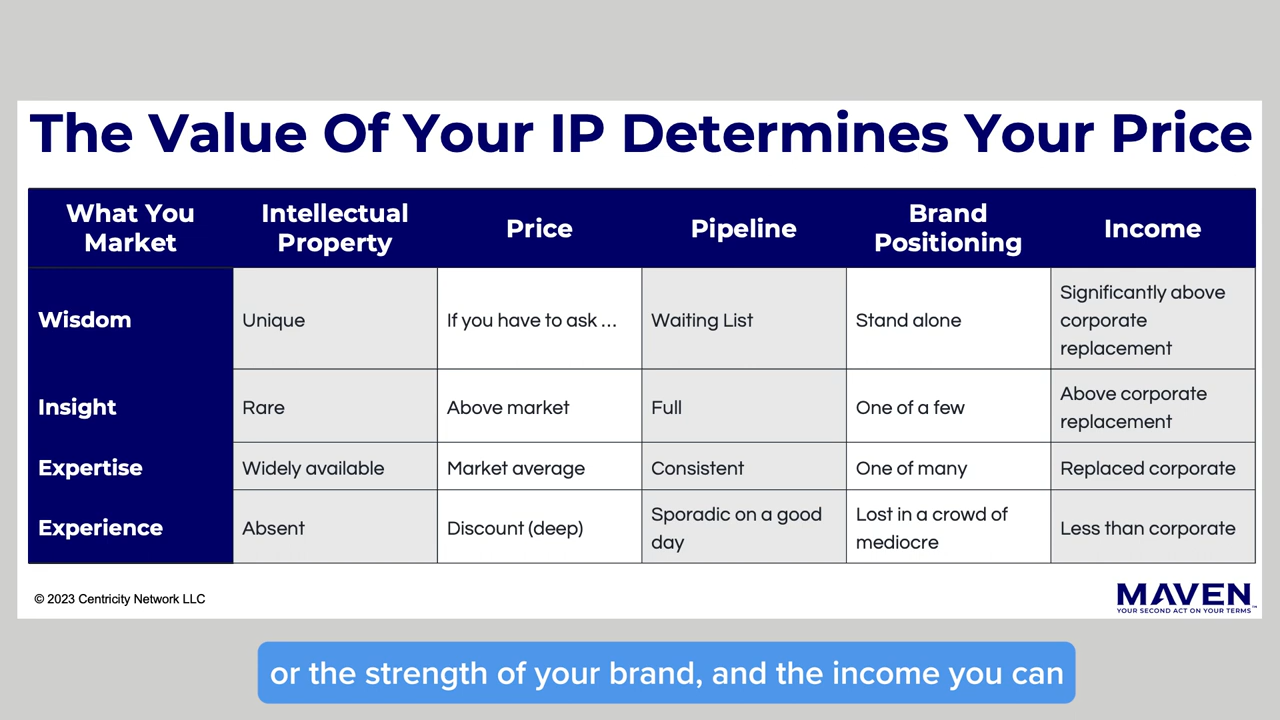 The Value Of Your IP Determines Your Price
What You Market
Intellectual Property
Price
Pipeline
Brand Positioning
Income
Wisdom
Unique
If you have to ask ...
Waiting List
Stand alone
Significantly above
corporate
replacement
Insight
Rare
Above market
Full
One of a few
Above corporate
replacement
Expertise
Widely available
Market average
Consistent
One of many
Replaced corporate
Experience
Absent
Discount (deep)
Sporadic on a good
day
Lost in a crowd of
mediocre
Less than corporate
© 2023 Centricity Network LLC
MAVEN
YOUR SECOND ACT ON YOUR TERMS™
or the strength of your brand, and the income you can